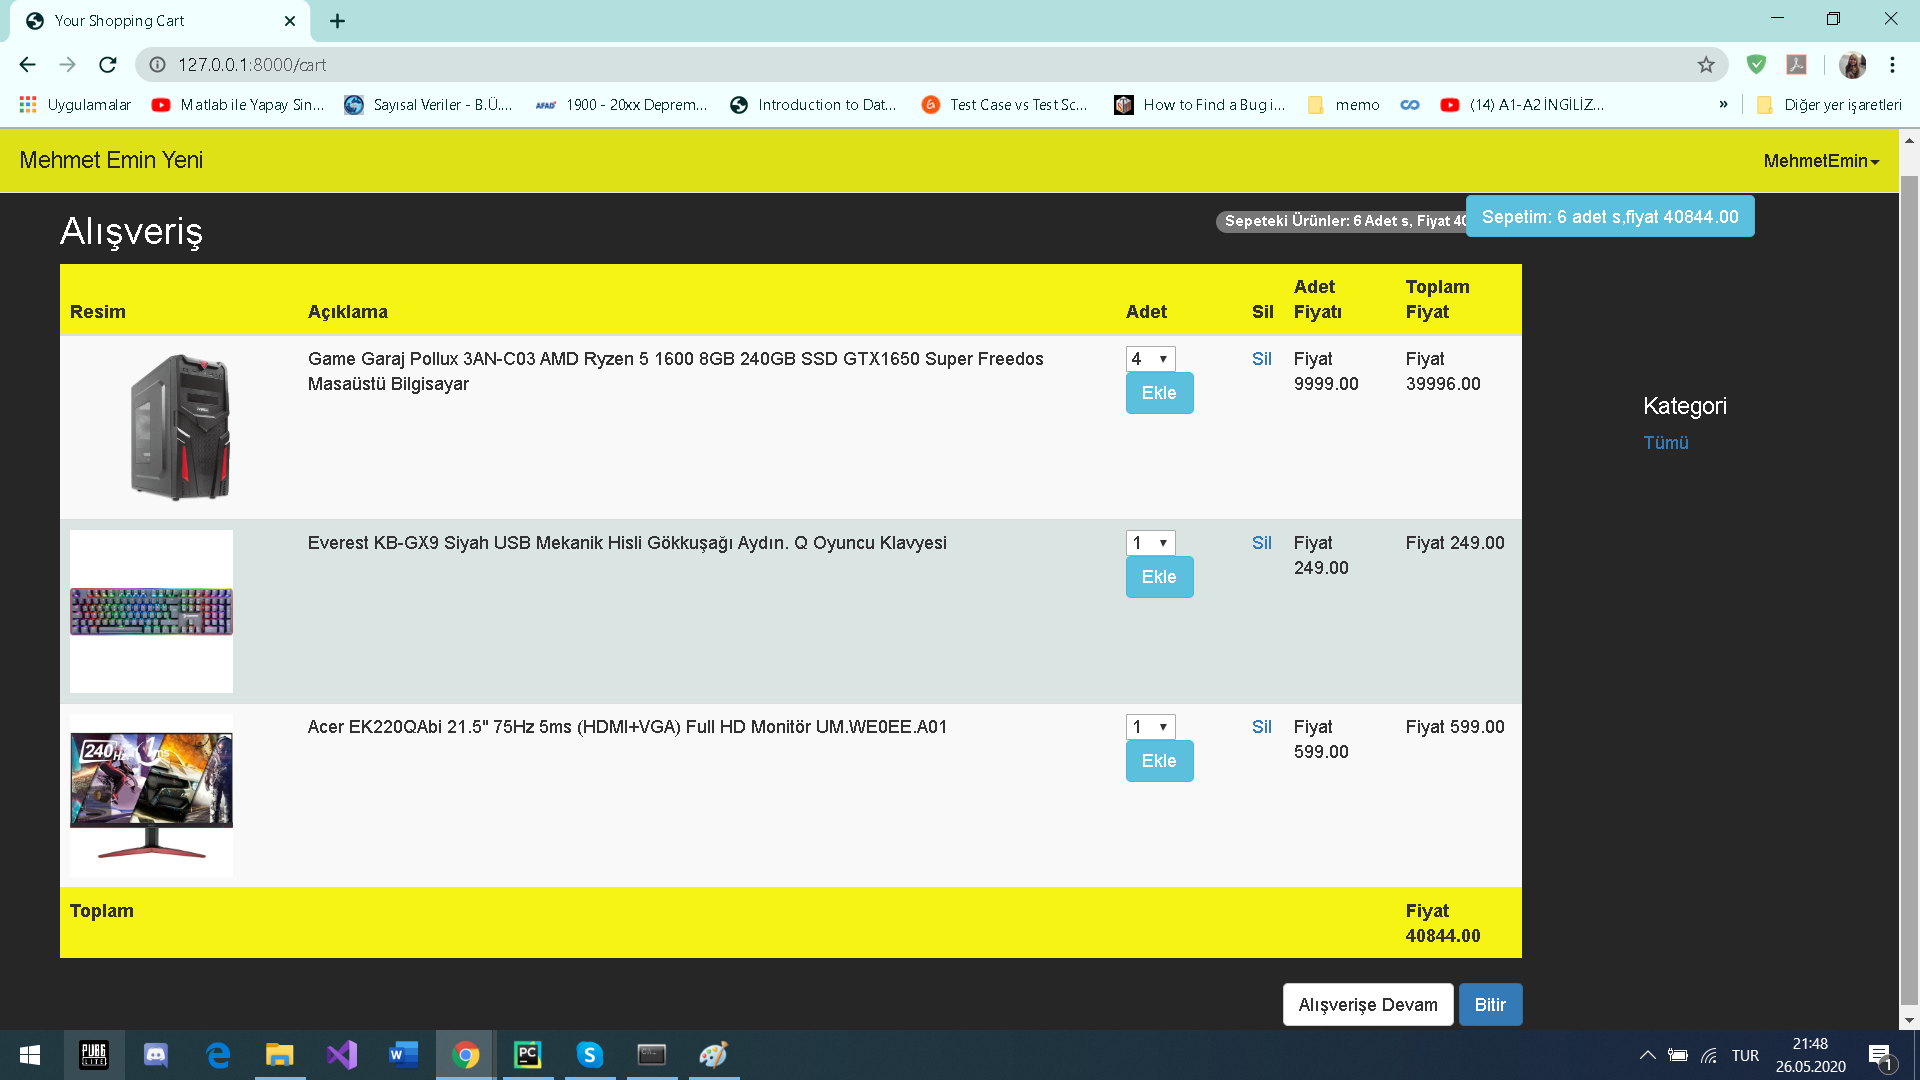 Your Shopping Cart
127.0.0.1:8000/cart
Uygulamalar
Matlab ile Yapay Sin...
Sayısal Veriler - B.Ü....
AFAD
1900 - 20xx Deprem...
Introduction to Dat...
Test Case vs Test Sc...
How to Find a Bug i...
memo
(14) A1-A2 İNGİLİZ...
»
Diğer yer işaretleri
Mehmet Emin Yeni
MehmetEmin
Alışveriş
Sepeteki Ürünler: 6 Adet s, Fiyat 40
Sepetim: 6 adet s,fiyat 40844.00
Resim
Açıklama
Adet
Sil
Adet
Fiyatı
Toplam
Fiyat
Game Garaj Pollux 3AN-C03 AMD Ryzen 5 1600 8GB 240GB SSD GTX1650 Super Freedos
Masaüstü Bilgisayar
4
Ekle
Sil
Fiyat
9999.00
Fiyat
39996.00
Kategori
Tümü
Everest KB-GX9 Siyah USB Mekanik Hisli Gökkuşağı Aydın. Q Oyuncu Klavyesi
1
Ekle
Sil
Fiyat
249.00
Fiyat 249.00
Acer EK220QAbi 21.5" 75Hz 5ms (HDMI+VGA) Full HD Monitör UM.WE0EE.A01
1
Ekle
Sil
Fiyat
599.00
Fiyat 599.00
240Hz 1ms
Toplam
Fiyat
40844.00
Alışverişe Devam
Bitir
PUBG
LITE
PC
S
TUR
21:48
26.05.2020
1